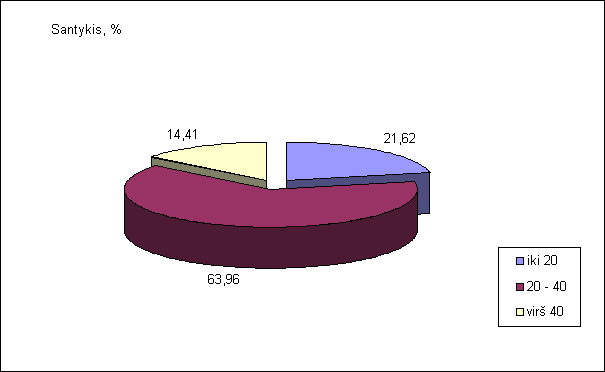 Santykis, %
14,41
21,62
63,96
iki 20
20 - 40
virš 40